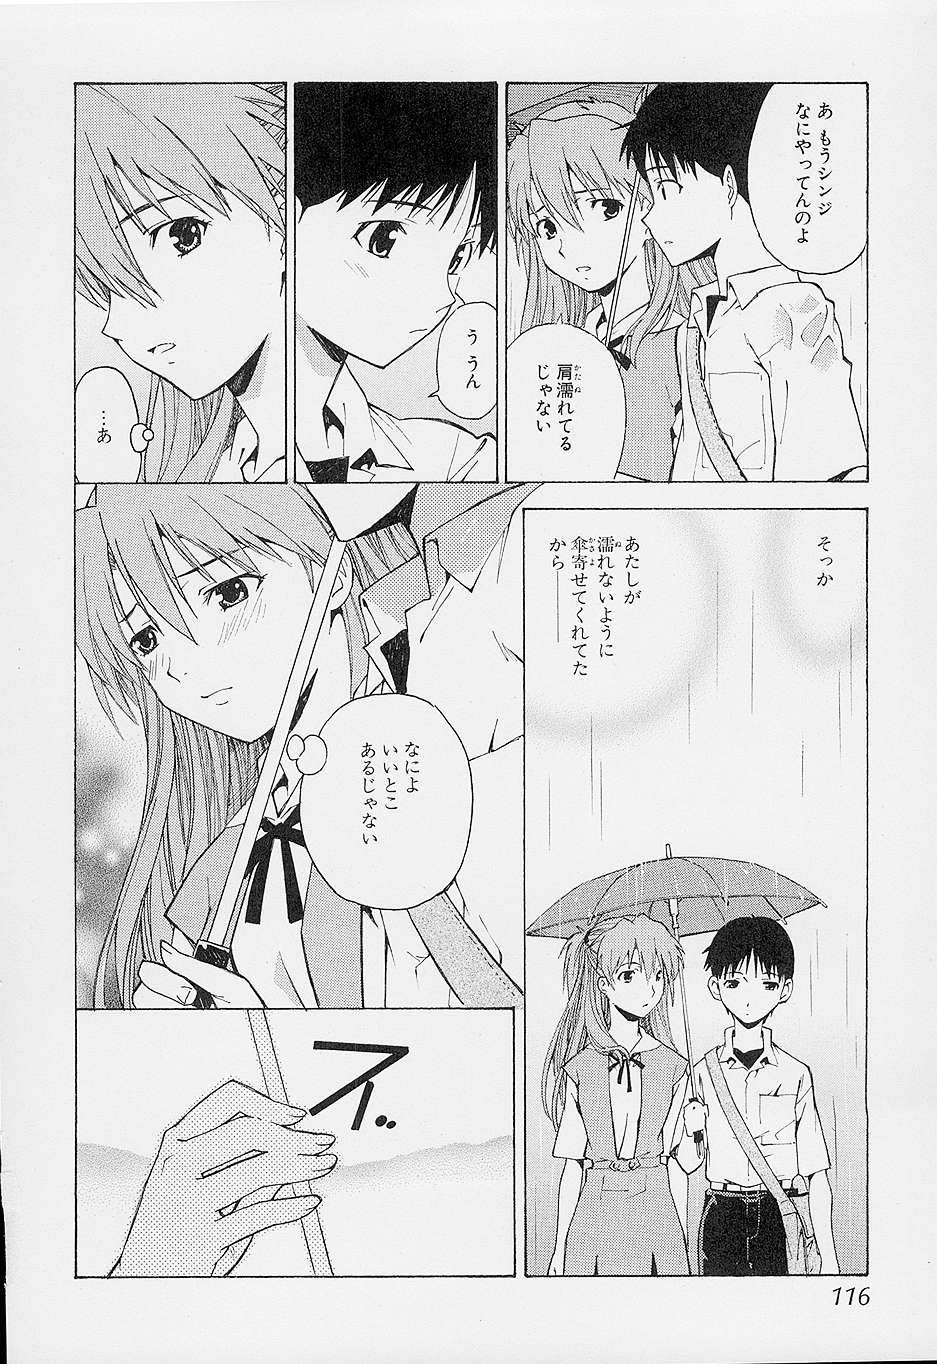 あ もうシンジ
なにやってんのよ
肩濡れてる
じゃない
う うん
…あ
そっか
あたしが
濡れないように
傘寄せてくれてた
から――
なによ
いいとこ
あるじゃない
スイ‥
116